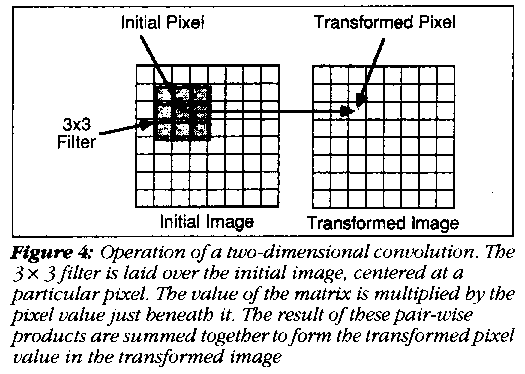 Initial Pixel
Transformed Pixel
3x3
Filter
Initial Image
Transformed Image
Figure 4: Operation of a two-dimensional convolution. The
3 × 3 filter is laid over the initial image, centered at a
particular pixel. The value of the matrix is multiplied by the
pixel value just beneath it. The result of these pair-wise
products are summed together to form the transformed pixel
value in the transformed image